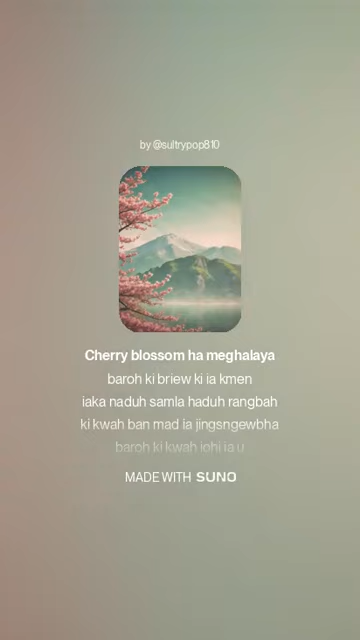 by @sultrypop810
Cherry blossom ha meghalaya
baroh ki briew ki ia kmen
iaka naduh samla haduh rangbah
ki kwah ban mad ia jingsngewbha
baroh ki kwah iohi ia u
MADE WITH SUNO